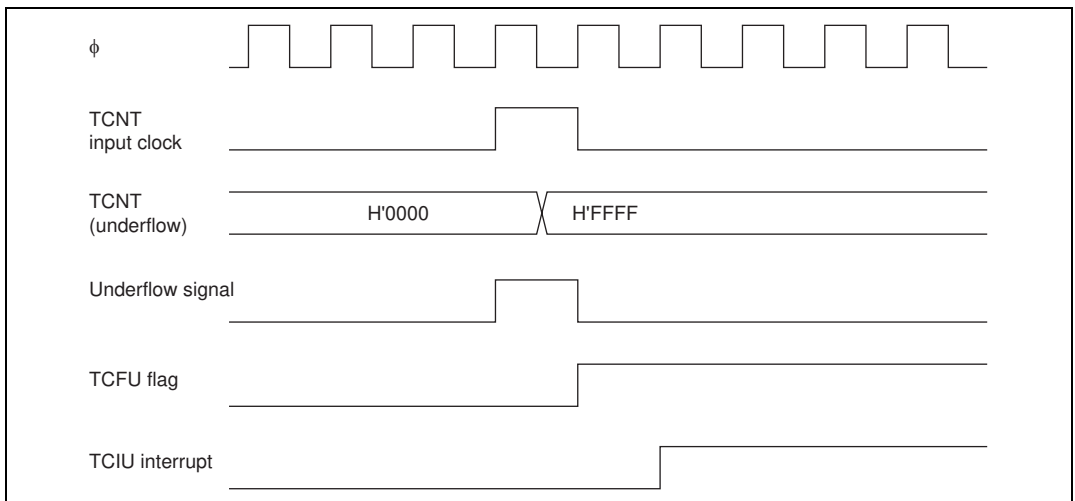 ϕ
TCNT
input clock
TCNT
(underflow)
H'0000
H'FFFF
Underflow signal
TCFU flag
TCIU interrupt